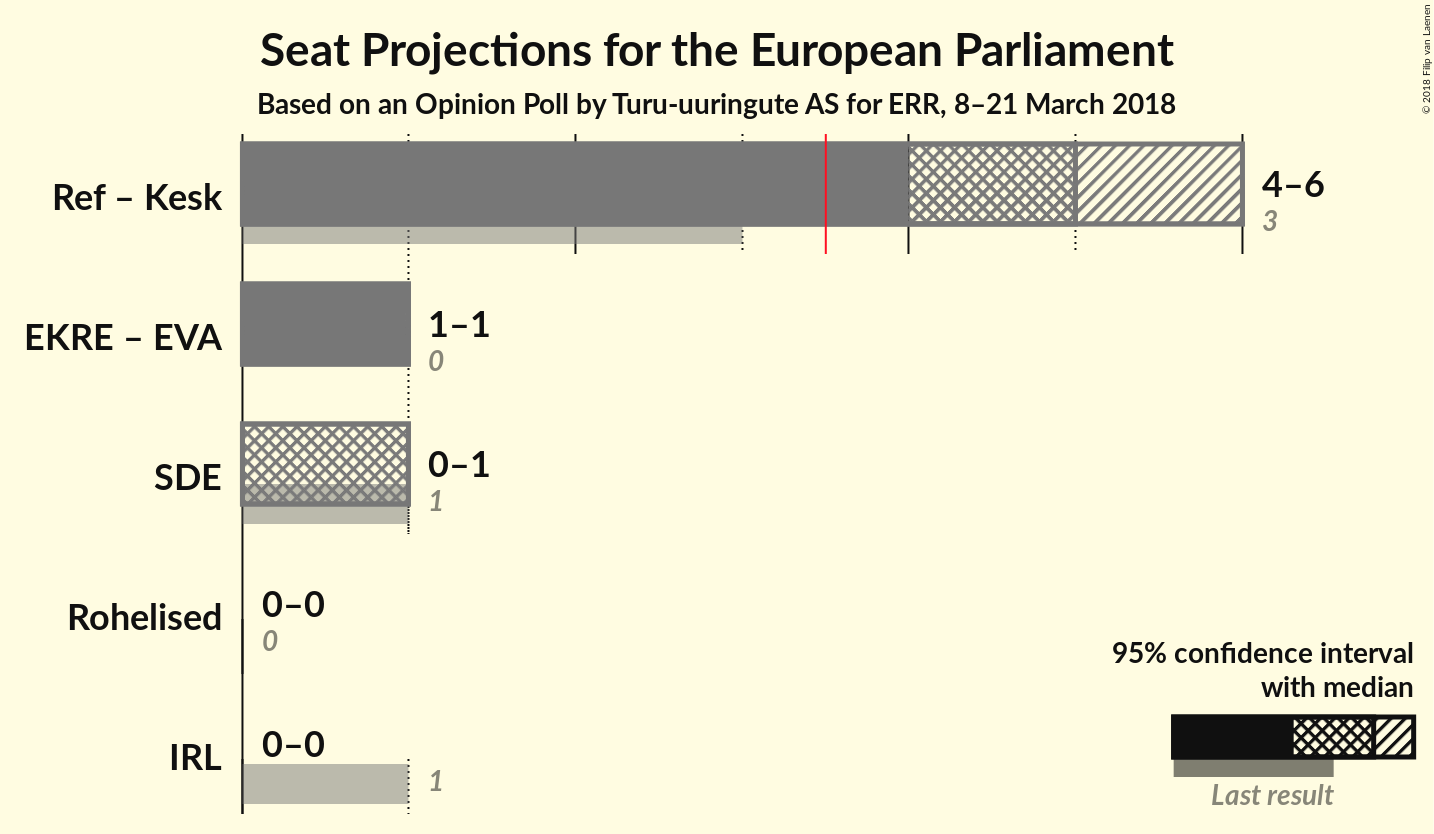 Seat Projections for the European Parliament
Based on an Opinion Poll by Turu-uuringute AS for ERR, 8–21 March 2018
© 2018 Filip van Laenen
Ref – Kesk
4–6
3
EKRE – EVA
1–1
0
SDE
0–1
1
Rohelised
0–0
0
IRL
0–0
1
95% confidence interval
with median
Last result